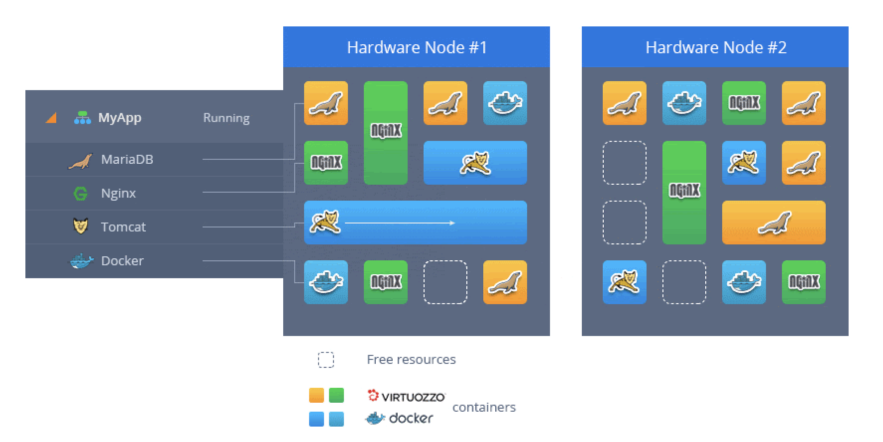 Hardware Node #1
Hardware Node #2
MyApp Running
MariaDB
Nginx
Tomcat
Docker
NGINX
NGINX
NGINX
NGINX
NGINX
NGINX
Free resources
VIRTUOZZO
docker
containers